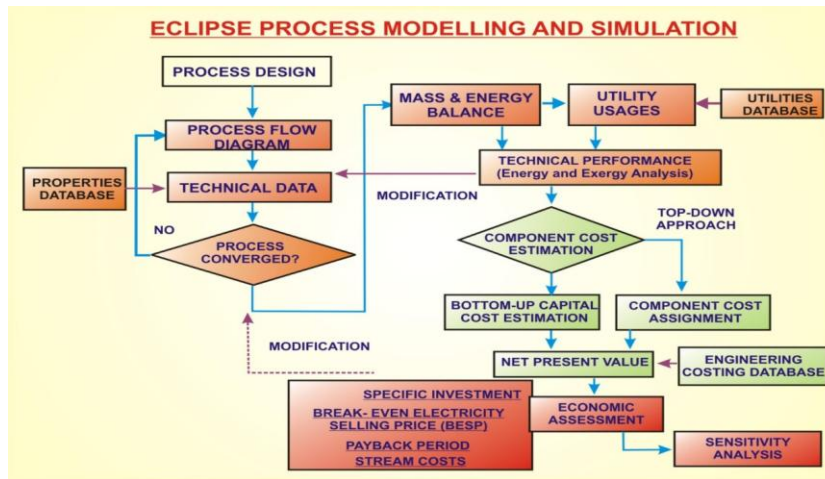 ECLIPSE PROCESS MODELLING AND SIMULATION
PROCESS DESIGN
PROCESS FLOW
DIAGRAM
PROPERTIES
DATABASE
TECHNICAL DATA
NO
PROCESS
CONVERGED?
MASS & ENERGY
BALANCE
UTILITY
USAGES
UTILITIES
DATABASE
TECHNICAL PERFORMANCE
(Energy and Exergy Analysis)
MODIFICATION
TOP-DOWN
APPROACH
COMPONENT COST
ESTIMATION
BOTTOM-UP CAPITAL
COST ESTIMATION
COMPONENT COST
ASSIGNMENT
MODIFICATION
NET PRESENT VALUE
ENGINEERING
COSTING DATABASE
SPECIFIC INVESTMENT
BREAK- EVEN ELECTRICITY
SELLING PRICE (BESP)
PAYBACK PERIOD
STREAM COSTS
ECONOMIC
ASSESSMENT
SENSITIVITY
ANALYSIS